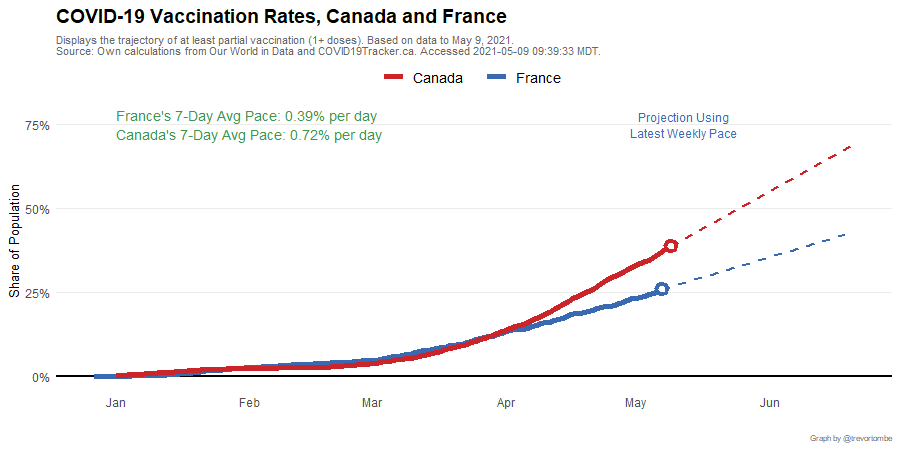 COVID-19 Vaccination Rates, Canada and France
Displays the trajectory of at least partial vaccination (1+ doses). Based on data to May 9, 2021.
Source: Own calculations from Our World in Data and COVID19Tracker.ca. Accessed 2021-05-09 09:39:33 MDT.
Canada France
France's 7-Day Avg Pace: 0.39% per day
Canada's 7-Day Avg Pace: 0.72% per day
Projection Using
Latest Weekly Pace
Share of Population
75%
50%
25%
0%
Jan Feb Mar Apr May Jun
Graph by @trevortombe